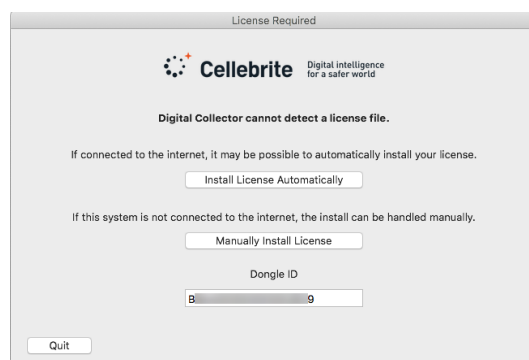 License Required
Cellebrite
Digital intelligence
for a safer world
Digital Collector cannot detect a license file.
If connected to the internet, it may be possible to automatically install your license.
Install License Automatically
If this system is not connected to the internet, the install can be handled manually.
Manually Install License
Dongle ID
B 9
Quit